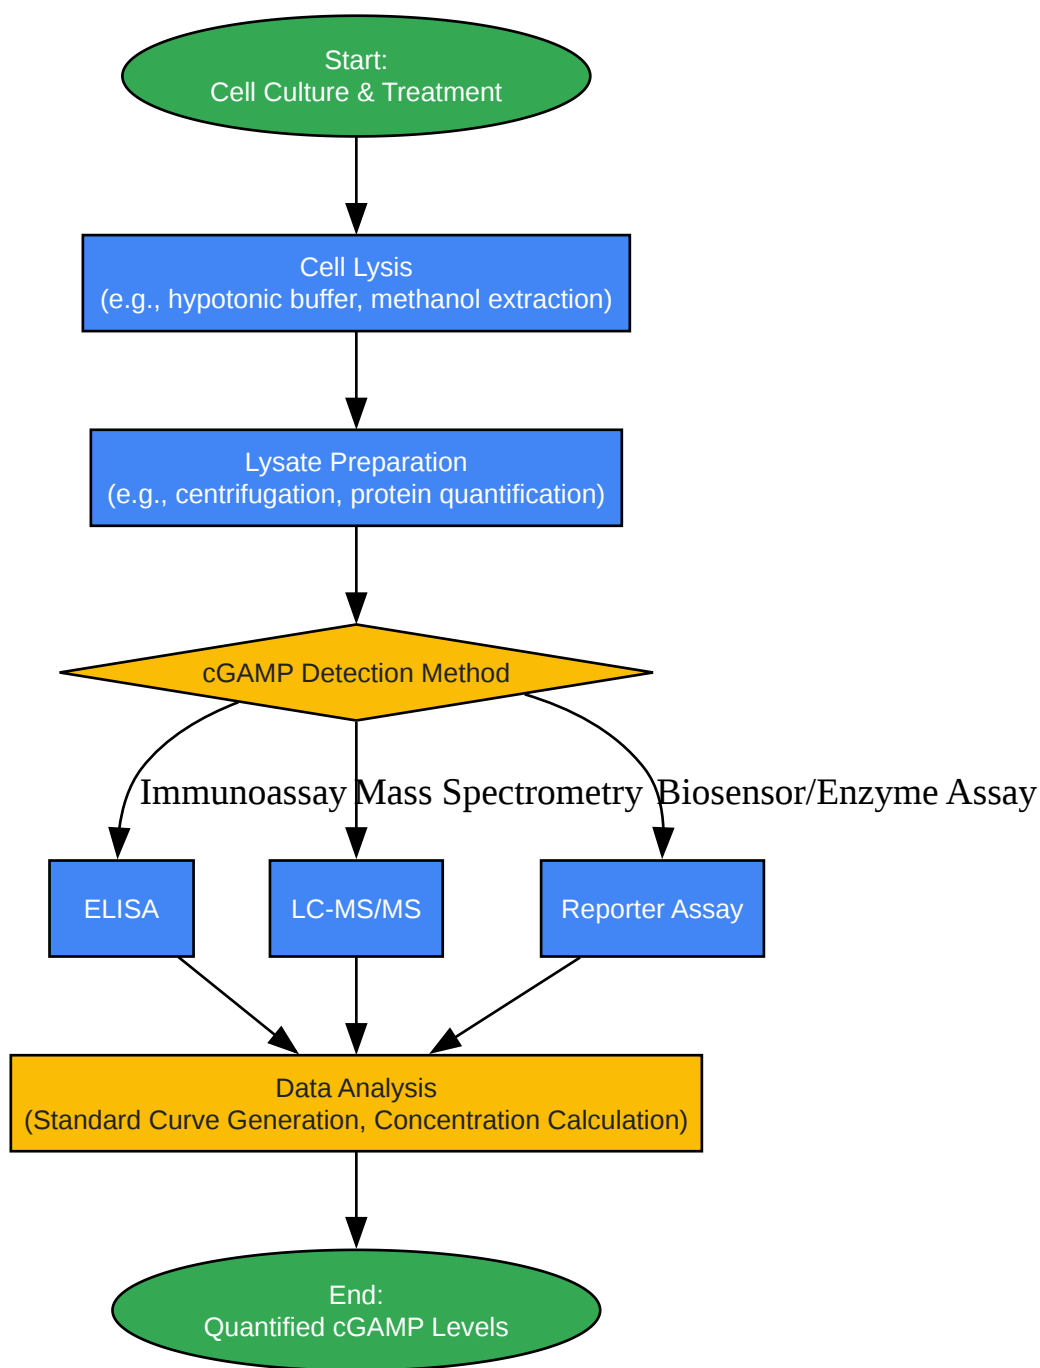 Start:
Cell Culture & Treatment
Cell Lysis
(e.g., hypotonic buffer, methanol extraction)
Lysate Preparation
(e.g., centrifugation, protein quantification)
cGAMP Detection Method
Immunoassay
Mass Spectrometry
Biosensor/Enzyme Assay
ELISA
LC-MS/MS
Reporter Assay
Data Analysis
(Standard Curve Generation, Concentration Calculation)
End:
Quantified cGAMP Levels